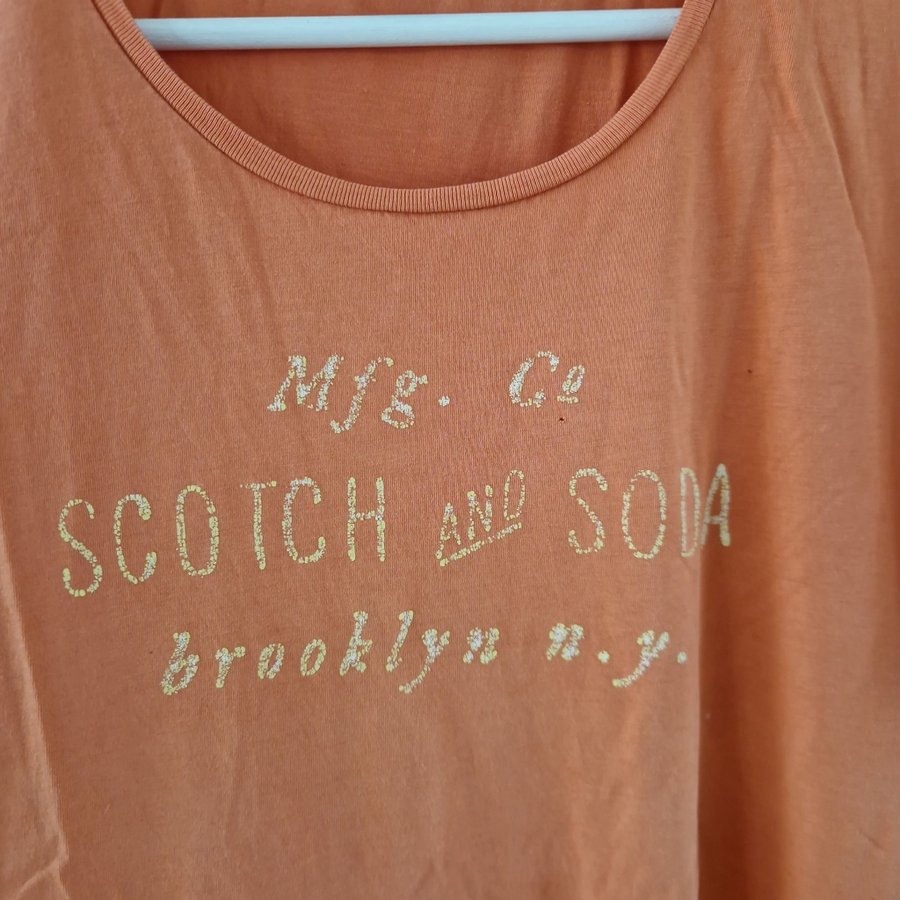 Mfg. Co
SCOTCH AND SODA
brooklyn n.y.